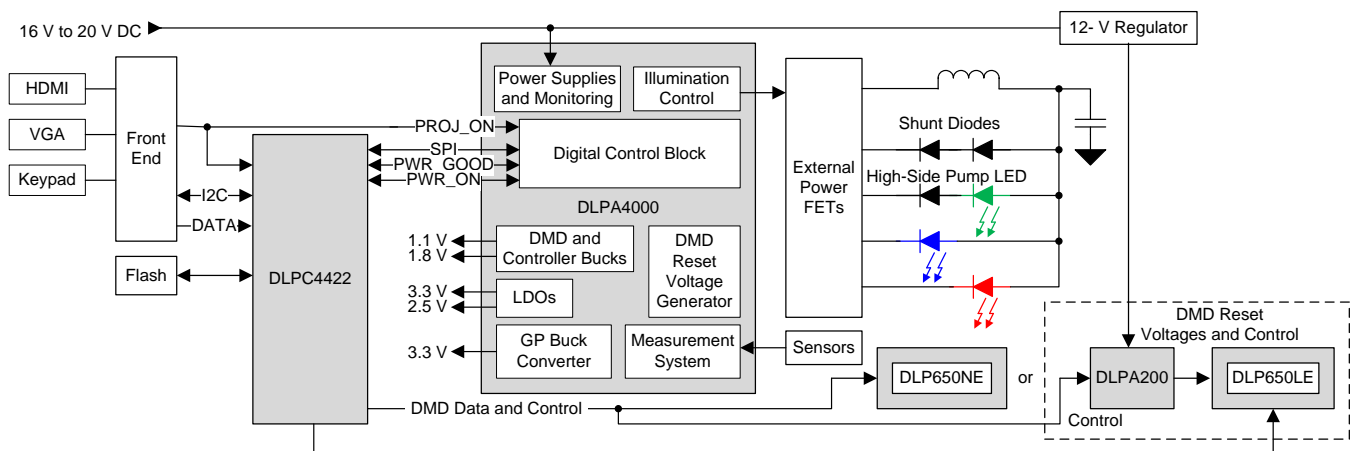 16 V to 20 V DC
12- V Regulator
HDMI
VGA
Keypad
Front
End
Flash
I2C
DATA
DLPC4422
PROJ_ON
SPI
PWR_GOOD
PWR_ON
Power Supplies
and Monitoring
Illumination
Control
Digital Control Block
DLPA4000
1.1 V
1.8 V
DMD and
Controller Bucks
3.3 V
2.5 V
LDOs
3.3 V
GP Buck
Converter
DMD
Reset
Voltage
Generator
Measurement
System
Sensors
External
Power
FETs
Shunt Diodes
High-Side Pump LED
DMD Data and Control
DLP650NE
or
DMD Reset
Voltages and Control
DLPA200
DLP650LE
Control